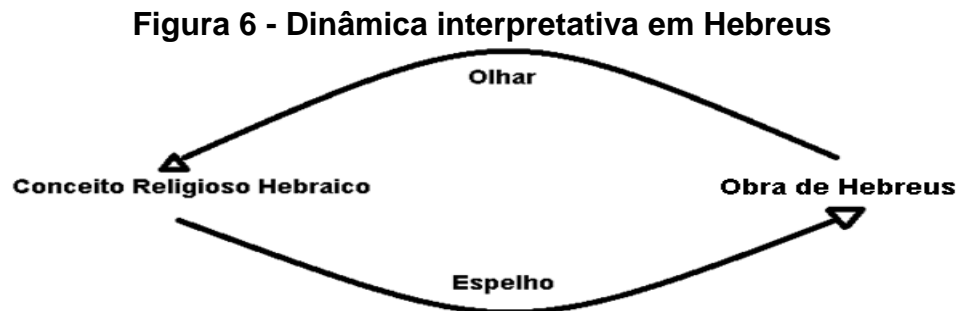 Figura 6 - Dinâmica interpretativa em Hebreus
Olhar
Conceito Religioso Hebraico
Obra de Hebreus
Espelho